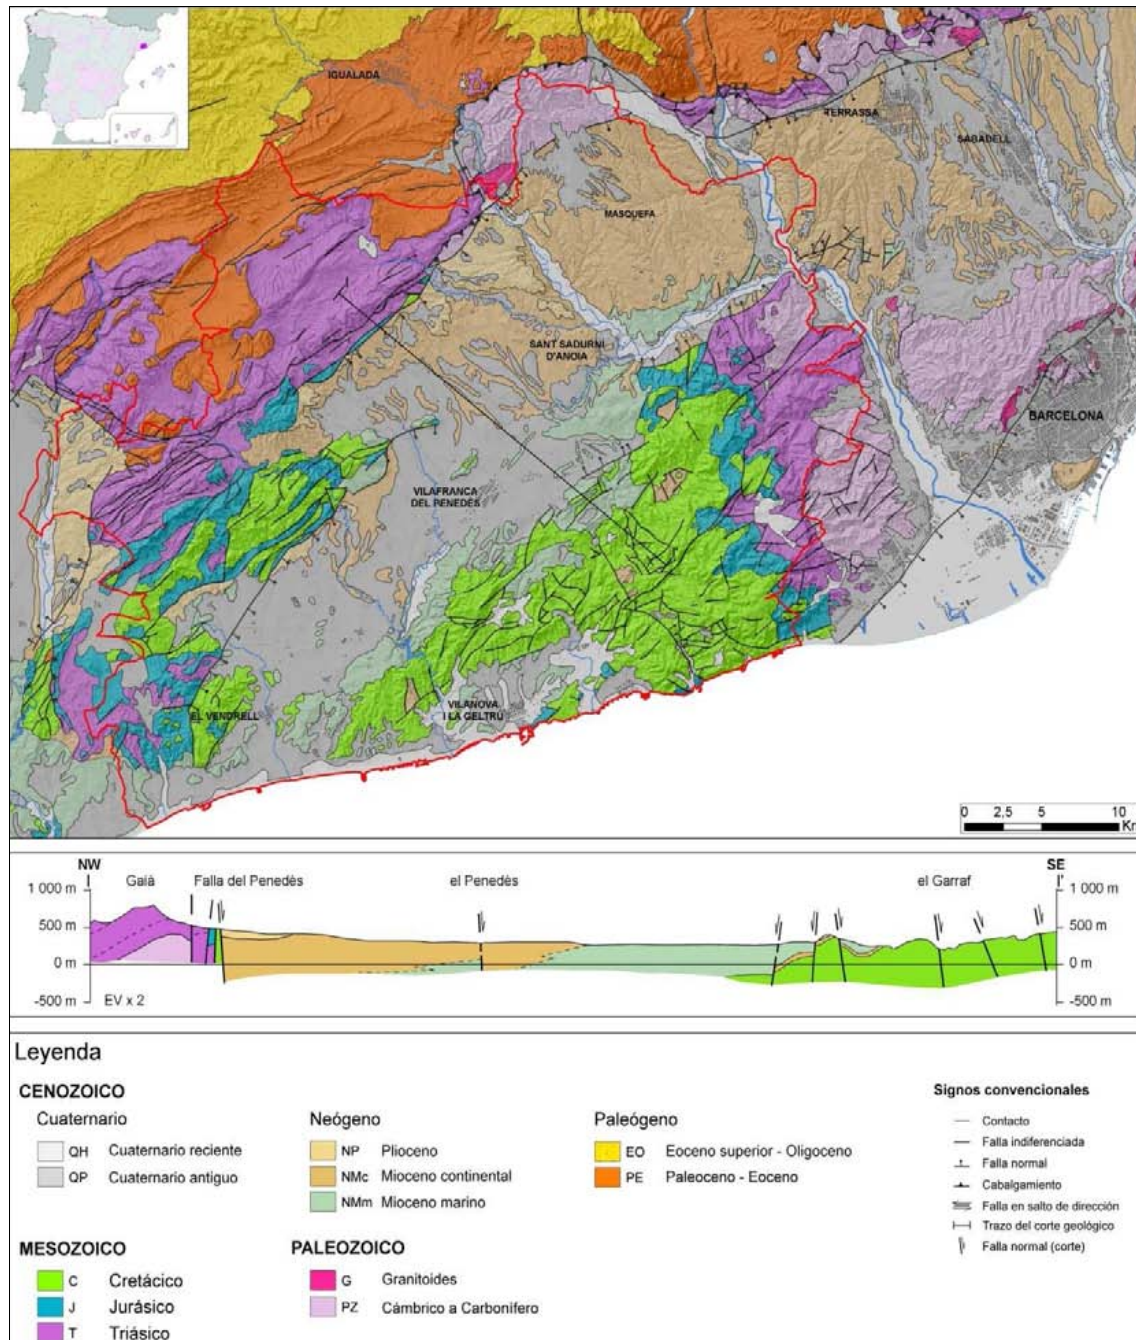 IGUALADA
TERRASSA
SABADELL
MASQUEFA
SANT SADURNI
D'ANOIA
BARCELONA
VILAFRANCA
DEL PENEDÈS
EL VENDRELL
VILANOVA
I LA GELTRÚ
0 2,5 5 10
Km
NW SE
I I'
Gaià Falla del Penedès el Penedès el Garraf
1 000 m 1 000 m
500 m 500 m
0 m 0 m
-500 m EV x 2 -500 m
Leyenda
CENOZOICO
Cuaternario
QH Cuaternario reciente
QP Cuaternario antiguo
Neógeno
NP Plioceno
NMc Mioceno continental
NMm Mioceno marino
Paleógeno
EO Eoceno superior - Oligoceno
PE Paleoceno - Eoceno
MESOZOICO
C Cretácico
J Jurásico
T Triásico
PALEOZOICO
G Granitoides
PZ Cámbrico a Carbonífero
Signos convencionales
Contacto
Falla indiferenciada
Falla normal
Cabalgamiento
Falla en salto de dirección
Trazo del corte geológico
Falla normal (corte)